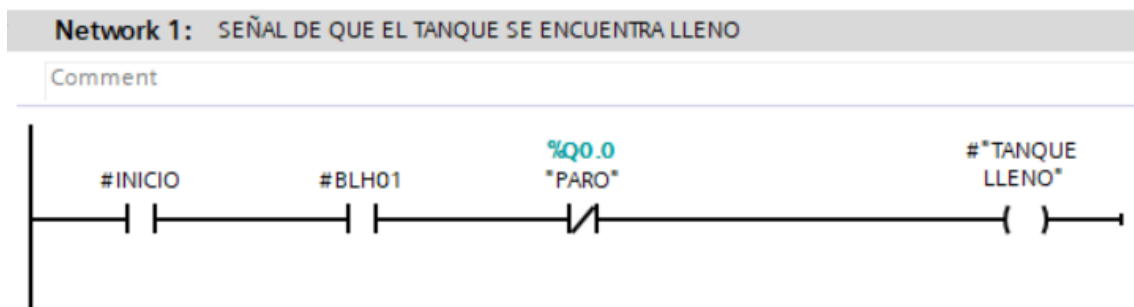 Network 1: SEÑAL DE QUE EL TANQUE SE ENCUENTRA LLENO
Comment
%Q0.0
#"TANQUE
#INICIO
#BLH01
"PARO"
LLENO"